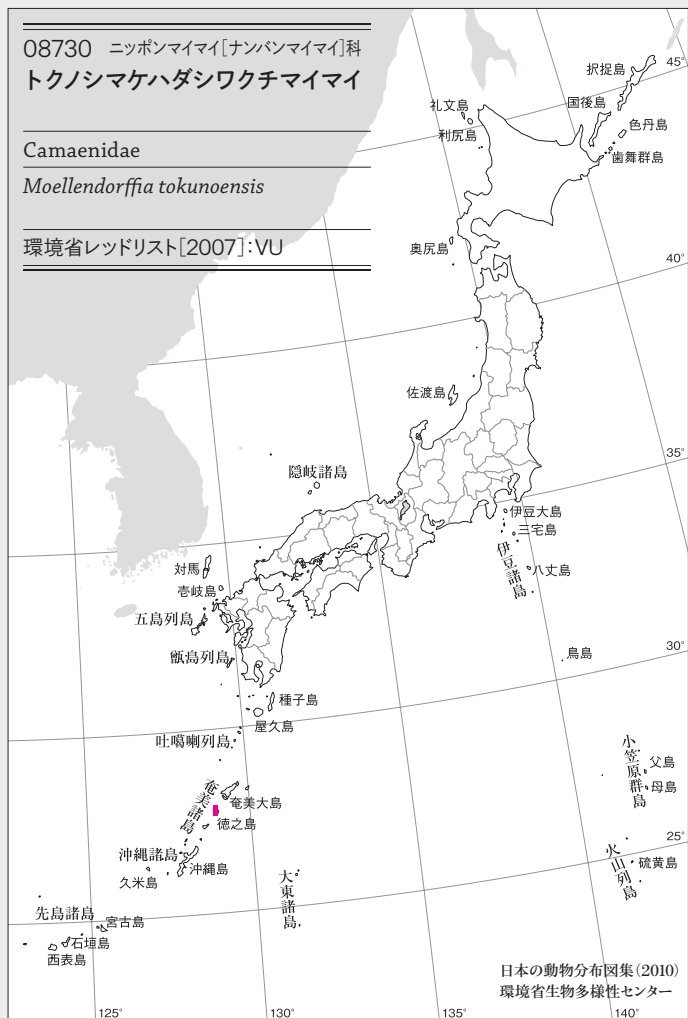 08730 ニッポンマイマイ[ナンバンマイマイ]科
トクノシマケハダシワクチマイマイ
Camaenidae
Moellendorffia tokunoensis
環境省レッドリスト[2007]:VU
択捉島
45°
礼文島
国後島
色丹島
利尻島
歯舞群島
奥尻島
40°
佐渡島
35°
隠岐諸島
伊豆大島
三宅島
伊豆諸島
八丈島
対馬
壱岐島
五島列島
甑島列島
鳥島
30°
種子島
屋久島
吐噶喇列島
小笠原群島
父島
母島
奄美諸島
奄美大島
徳之島
25°
沖縄諸島
沖縄島
久米島
大東諸島
火山列島
硫黄島
先島諸島
宮古島
石垣島
西表島
日本の動物分布図集(2010)
環境省生物多様性センター
125°
130°
135°
140°